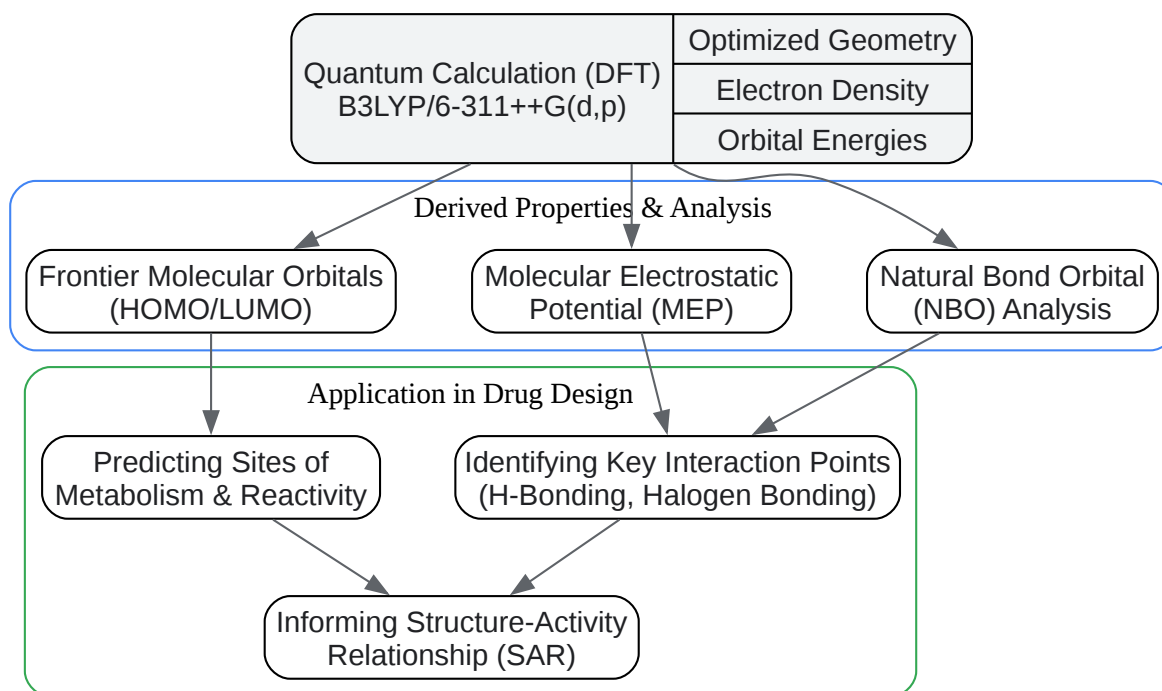 Quantum Calculation (DFT)
B3LYP/6-311++G(d,p)
Optimized Geometry
Electron Density
Orbital Energies
Derived Properties & Analysis
Frontier Molecular Orbitals
(HOMO/LUMO)
Molecular Electrostatic
Potential (MEP)
Natural Bond Orbital
(NBO) Analysis
Application in Drug Design
Predicting Sites of
Metabolism & Reactivity
Identifying Key Interaction Points
(H-Bonding, Halogen Bonding)
Informing Structure-Activity
Relationship (SAR)